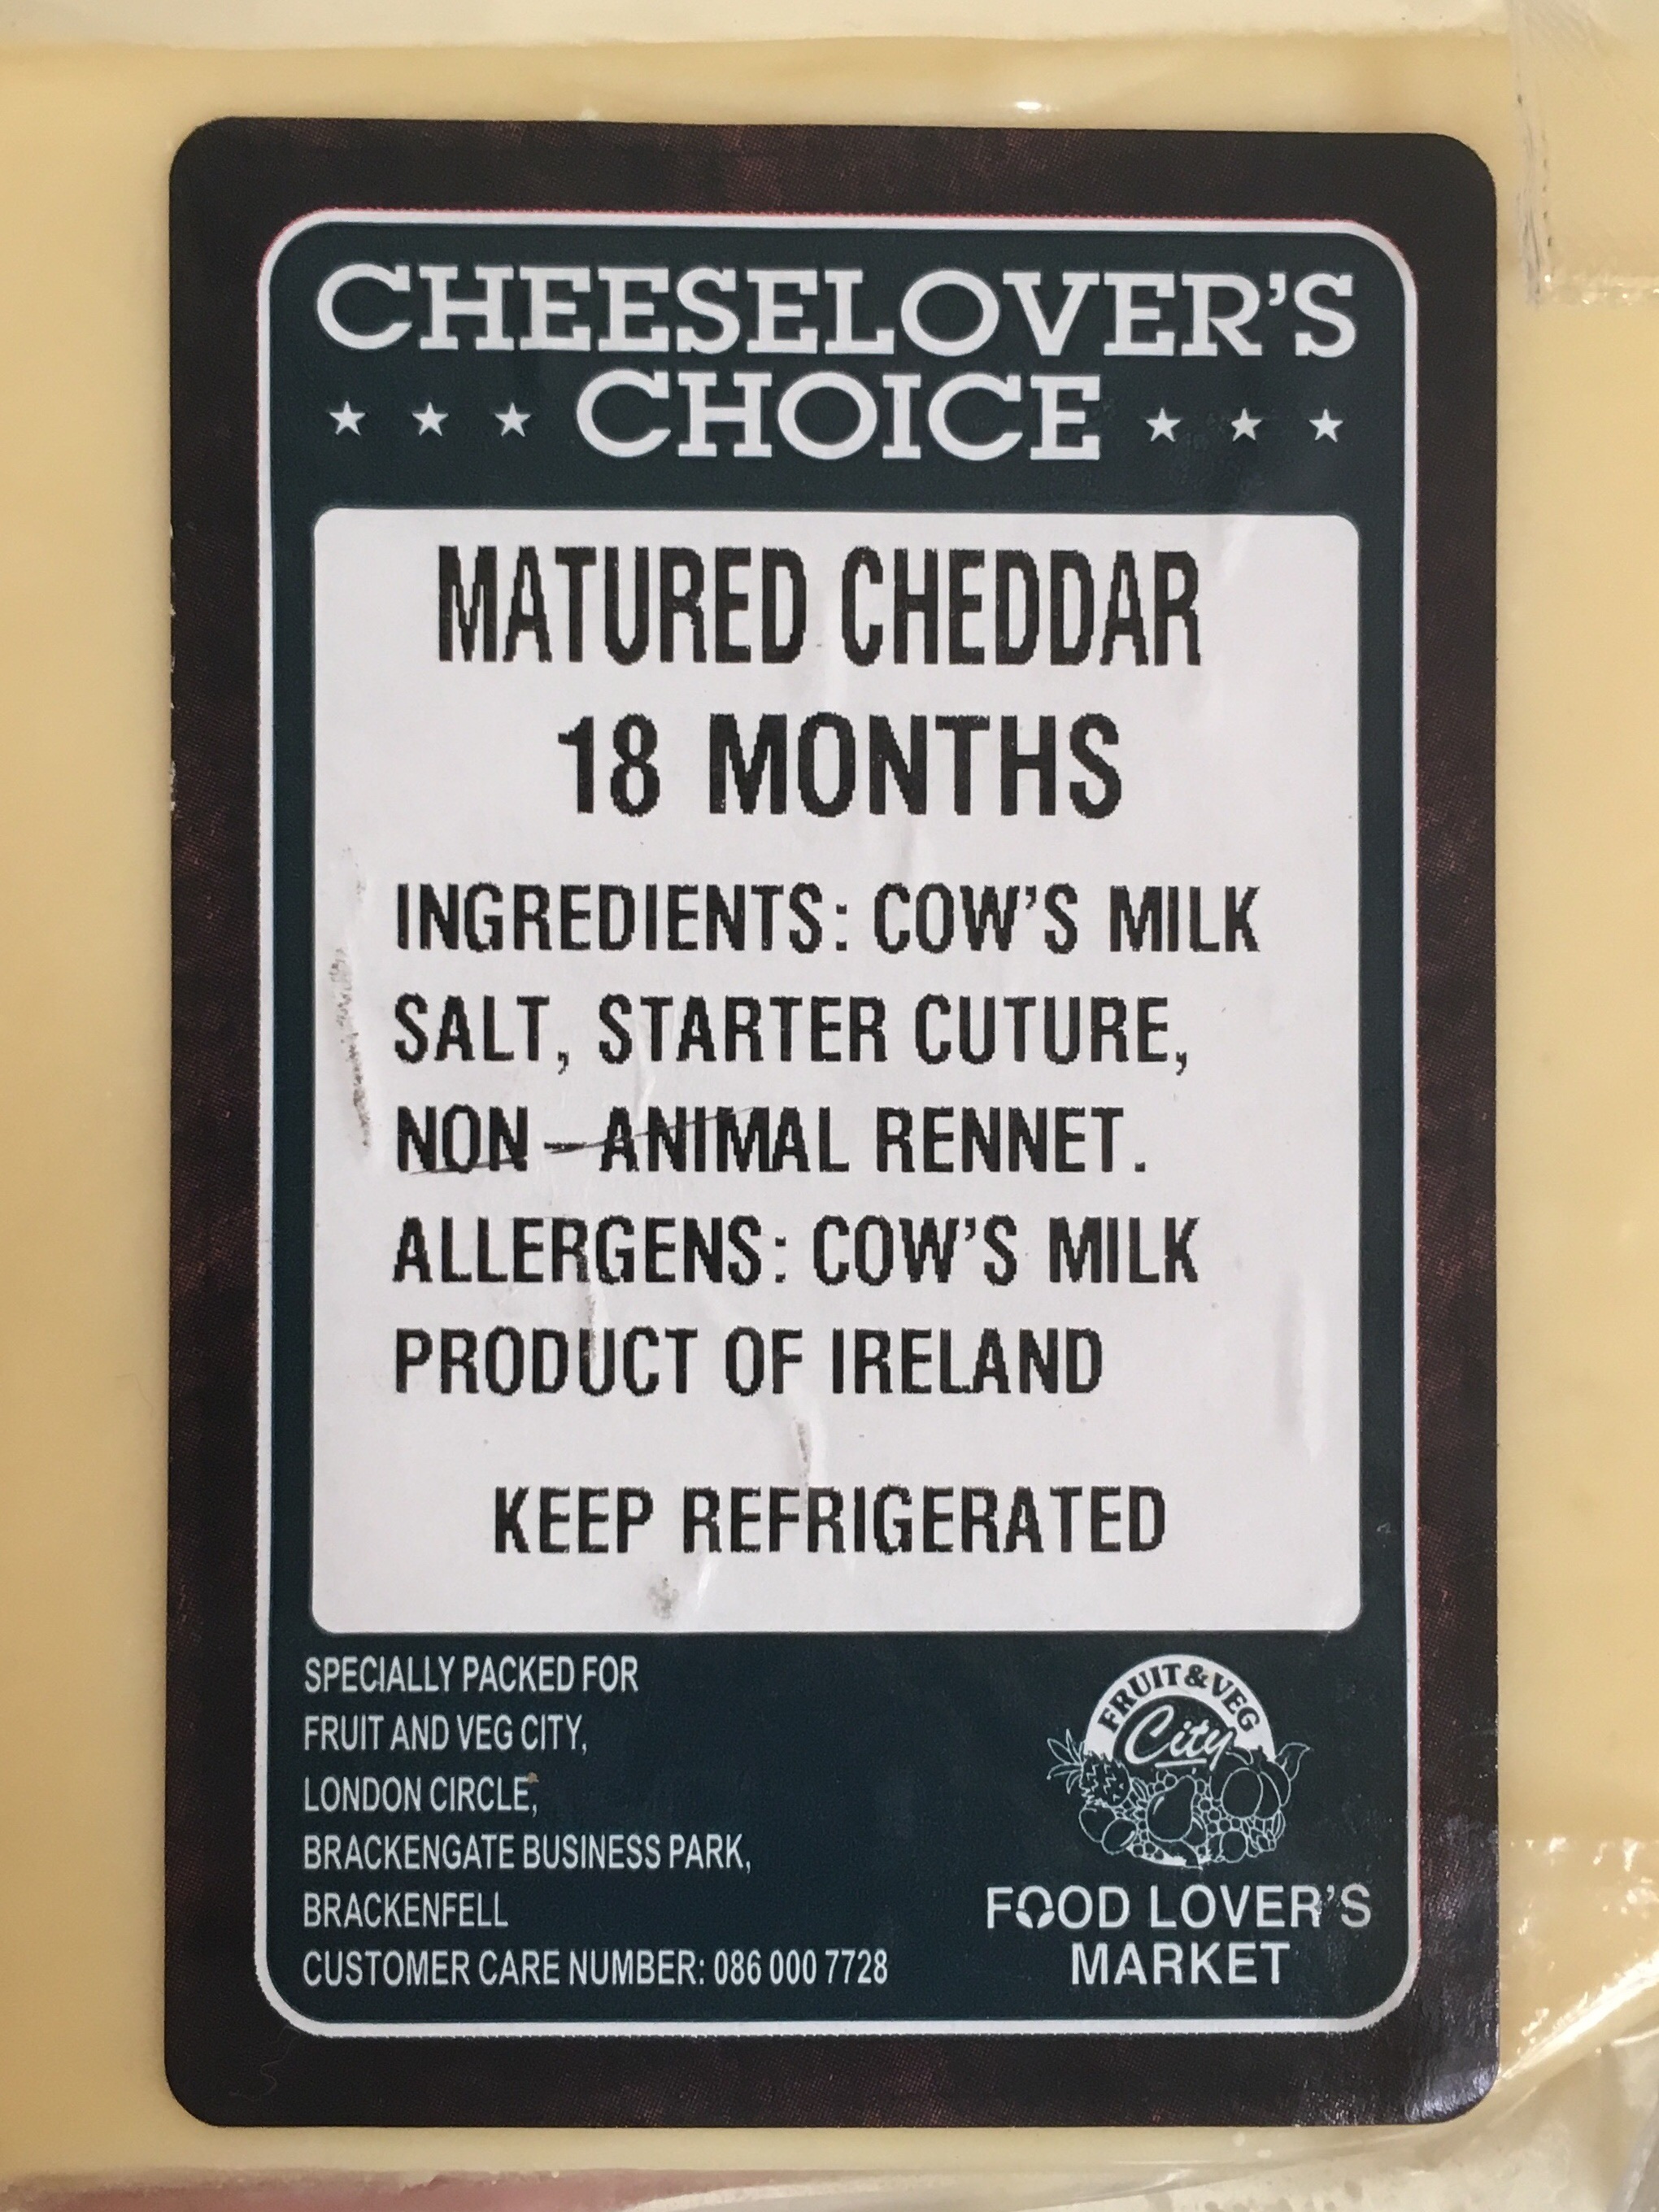 CHEESELOVER'S
★ ★ ★ CHOICE ★ ★ ★
MATURED CHEDDAR
18 MONTHS
INGREDIENTS: COW'S MILK
SALT, STARTER CUTURE,
NON-ANIMAL RENNET.
ALLERGENS: COW'S MILK
PRODUCT OF IRELAND
KEEP REFRIGERATED
SPECIALLY PACKED FOR
FRUIT AND VEG CITY,
LONDON CIRCLE,
BRACKENGATE BUSINESS PARK,
BRACKENFELL
CUSTOMER CARE NUMBER: 086 000 7728
FRUIT & VEG
City
FOOD LOVER'S
MARKET